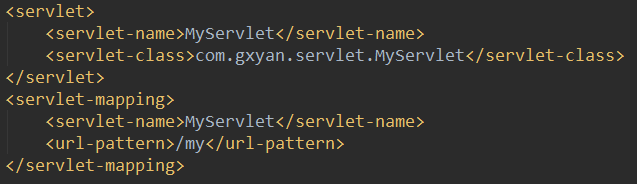 <servlet>
    <servlet-name>MyServlet</servlet-name>
    <servlet-class>com.gxyan.servlet.MyServlet</servlet-class>
</servlet>
<servlet-mapping>
    <servlet-name>MyServlet</servlet-name>
    <url-pattern>/my</url-pattern>
</servlet-mapping>